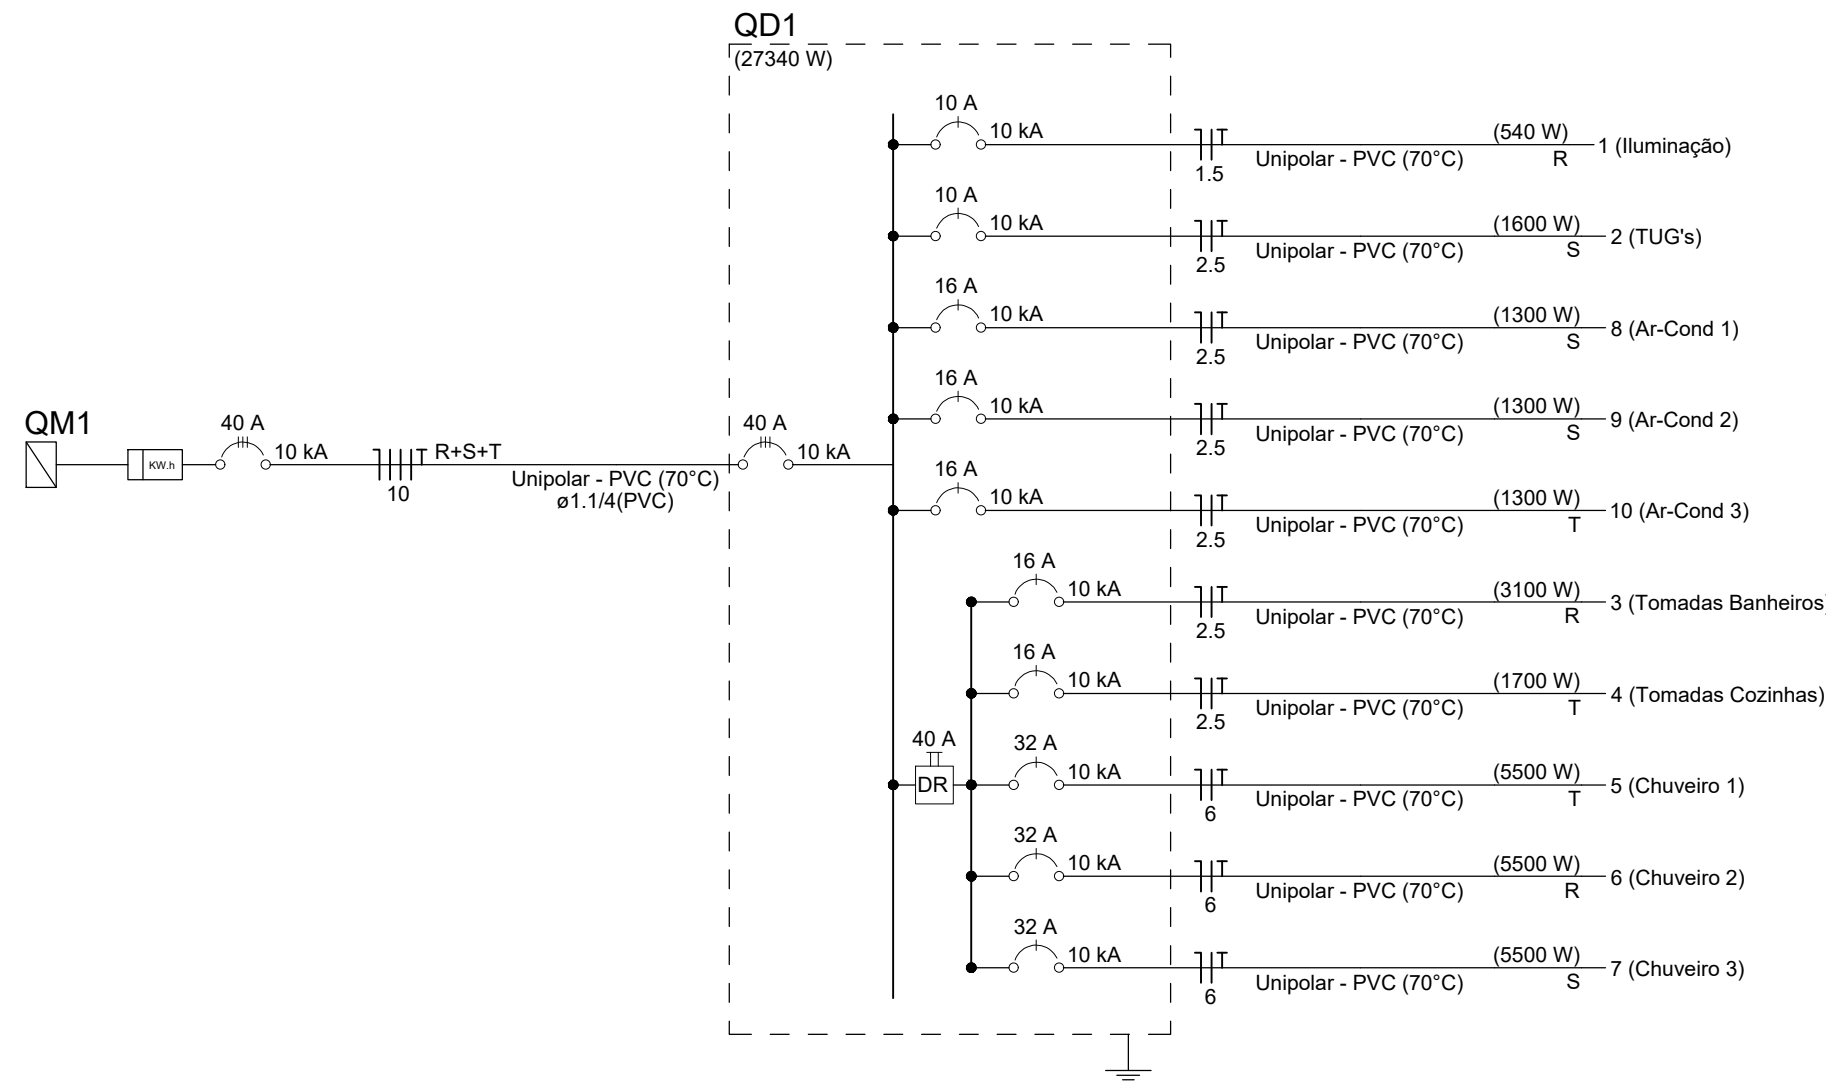 QD1
(27340 W)
10 A
10 kA
1.5
Unipolar - PVC (70°C)
(540 W)
R
1 (Iluminação)
10 A
10 kA
2.5
Unipolar - PVC (70°C)
(1600 W)
S
2 (TUG's)
16 A
10 kA
2.5
Unipolar - PVC (70°C)
(1300 W)
S
8 (Ar-Cond 1)
16 A
10 kA
2.5
Unipolar - PVC (70°C)
(1300 W)
S
9 (Ar-Cond 2)
QM1
KW.h
40 A
10 kA
10
R+S+T
Unipolar - PVC (70°C)
ø1.1/4(PVC)
40 A
10 kA
16 A
10 kA
2.5
Unipolar - PVC (70°C)
(1300 W)
T
10 (Ar-Cond 3)
16 A
10 kA
2.5
Unipolar - PVC (70°C)
(3100 W)
R
3 (Tomadas Banheiros)
16 A
10 kA
2.5
Unipolar - PVC (70°C)
(1700 W)
T
4 (Tomadas Cozinhas)
40 A
DR
32 A
10 kA
6
Unipolar - PVC (70°C)
(5500 W)
T
5 (Chuveiro 1)
32 A
10 kA
6
Unipolar - PVC (70°C)
(5500 W)
R
6 (Chuveiro 2)
32 A
10 kA
6
Unipolar - PVC (70°C)
(5500 W)
S
7 (Chuveiro 3)